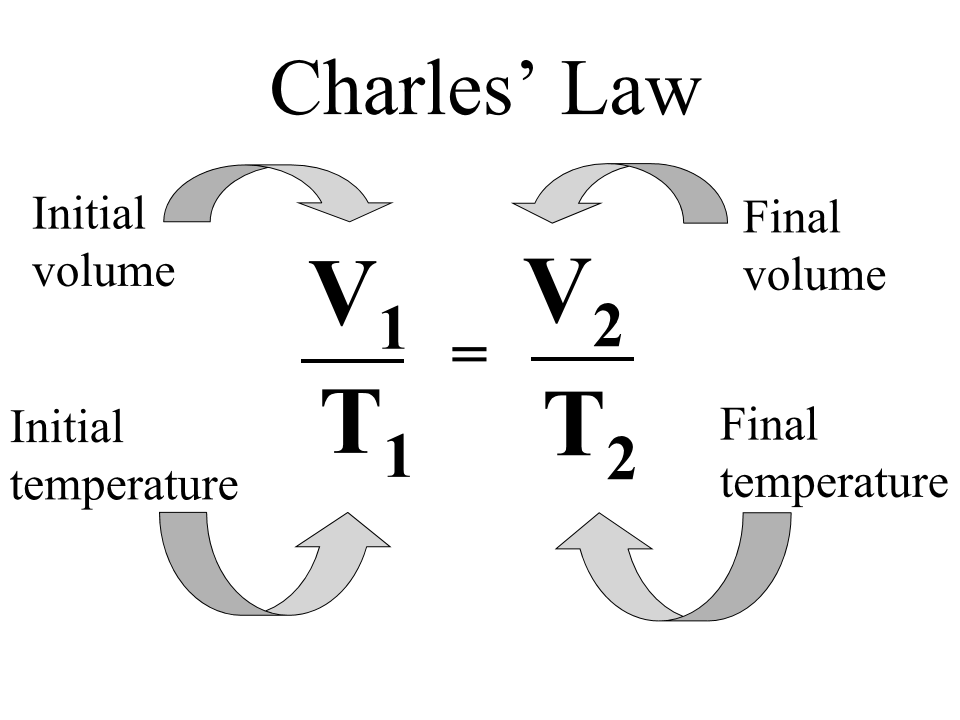 Charles’ Law
Initial
volume
Final
volume
V₁
V₂
=
T₁
T₂
Initial
temperature
Final
temperature